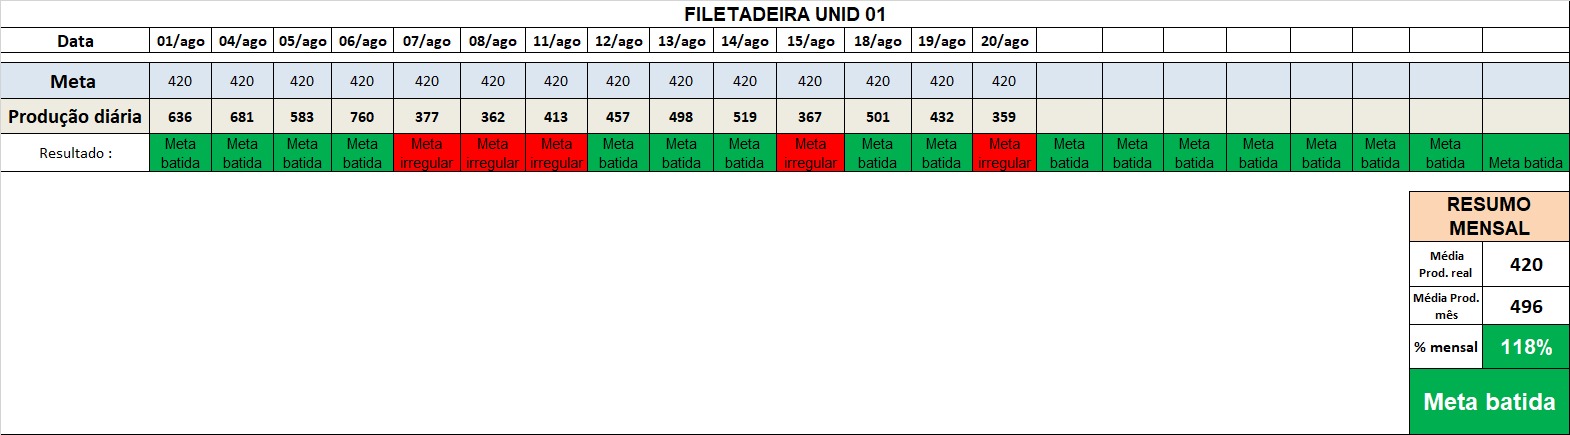 FILETADEIRA UNID 01
Data 01/ago 04/ago 05/ago 06/ago 07/ago 08/ago 11/ago 12/ago 13/ago 14/ago 15/ago 18/ago 19/ago 20/ago
Meta 420 420 420 420 420 420 420 420 420 420 420 420 420 420
Produção diária 636 681 583 760 377 362 413 457 498 519 367 501 432 359
Resultado : Meta batida Meta batida Meta batida Meta batida Meta irregular Meta irregular Meta irregular Meta batida Meta batida Meta batida Meta irregular Meta batida Meta batida Meta irregular Meta batida Meta batida Meta batida Meta batida Meta batida Meta batida Meta batida Meta batida
RESUMO
MENSAL
Média
Prod. real 420
Média Prod.
mês 496
% mensal 118%
Meta batida